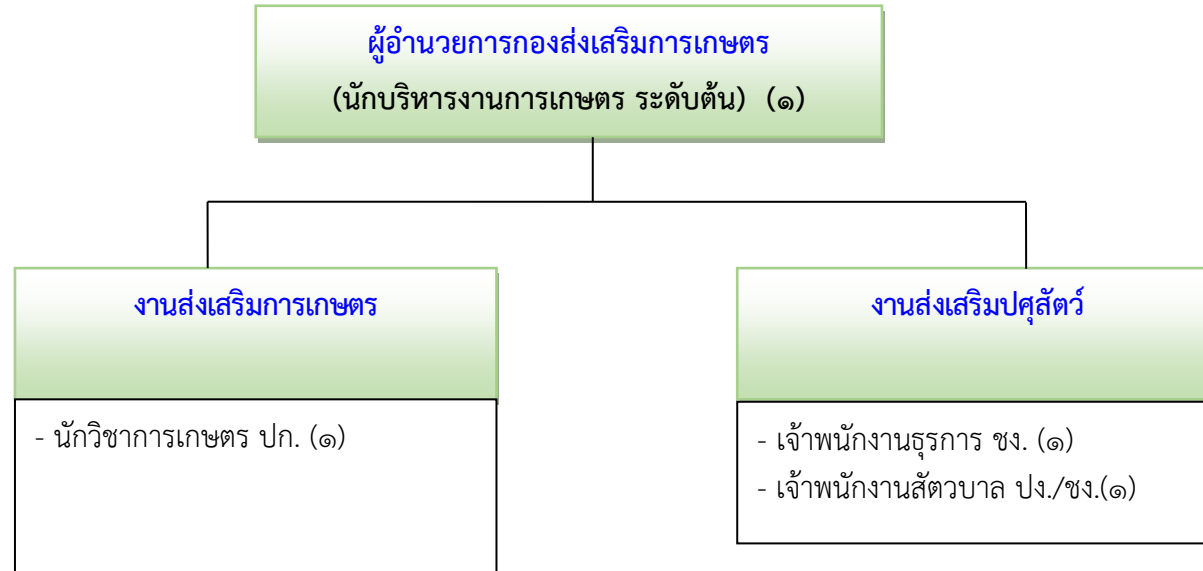 ผู้อำนวยการกองส่งเสริมการเกษตร
(นักบริหารงานการเกษตร ระดับต้น) (๑)
งานส่งเสริมการเกษตร
- นักวิชาการเกษตร ปก. (๑)
งานส่งเสริมปศุสัตว์
- เจ้าพนักงานธุรการ ชง. (๑)
- เจ้าพนักงานสัตวบาล ปง./ชง.(๑)